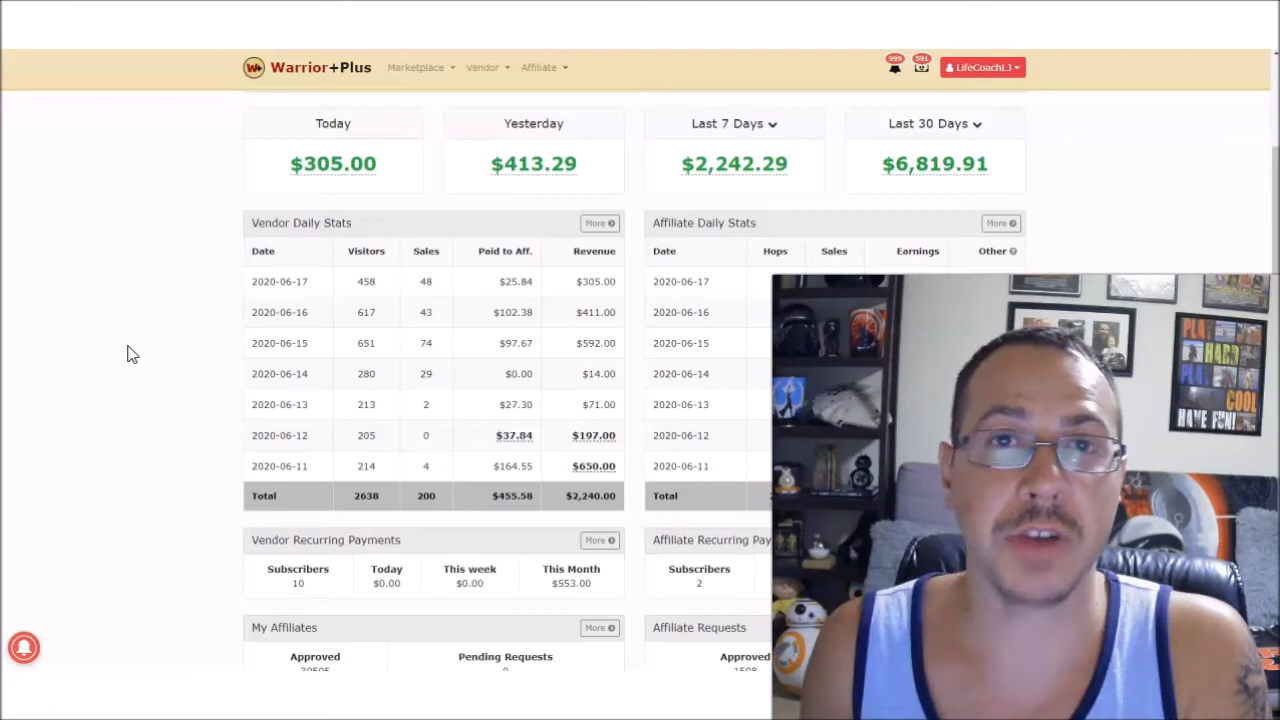 Warrior+Plus Marketplace Vendor Affiliate 999 591 LifeCoachLJ
Today Yesterday Last 7 Days Last 30 Days
$305.00 $413.29 $2,242.29 $6,819.91
Vendor Daily Stats More Affiliate Daily Stats More
Date Visitors Sales Paid to Aff. Revenue Date Hops Sales Earnings Other
2020-06-17 458 48 $25.84 $305.00 2020-06-17
2020-06-16 617 43 $102.38 $411.00 2020-06-16
2020-06-15 651 74 $97.67 $592.00 2020-06-15
2020-06-14 280 29 $0.00 $14.00 2020-06-14
2020-06-13 213 2 $27.30 $71.00 2020-06-13
2020-06-12 205 0 $37.84 $197.00 2020-06-12
2020-06-11 214 4 $164.55 $650.00 2020-06-11
Total 2638 200 $455.58 $2,240.00 Total
Vendor Recurring Payments More Affiliate Recurring Pay
Subscribers Today This week This Month Subscribers
10 $0.00 $0.00 $553.00 2
My Affiliates More Affiliate Requests
Approved Pending Requests Approved
PLAY
HARD
COOL
HAVE FUN!